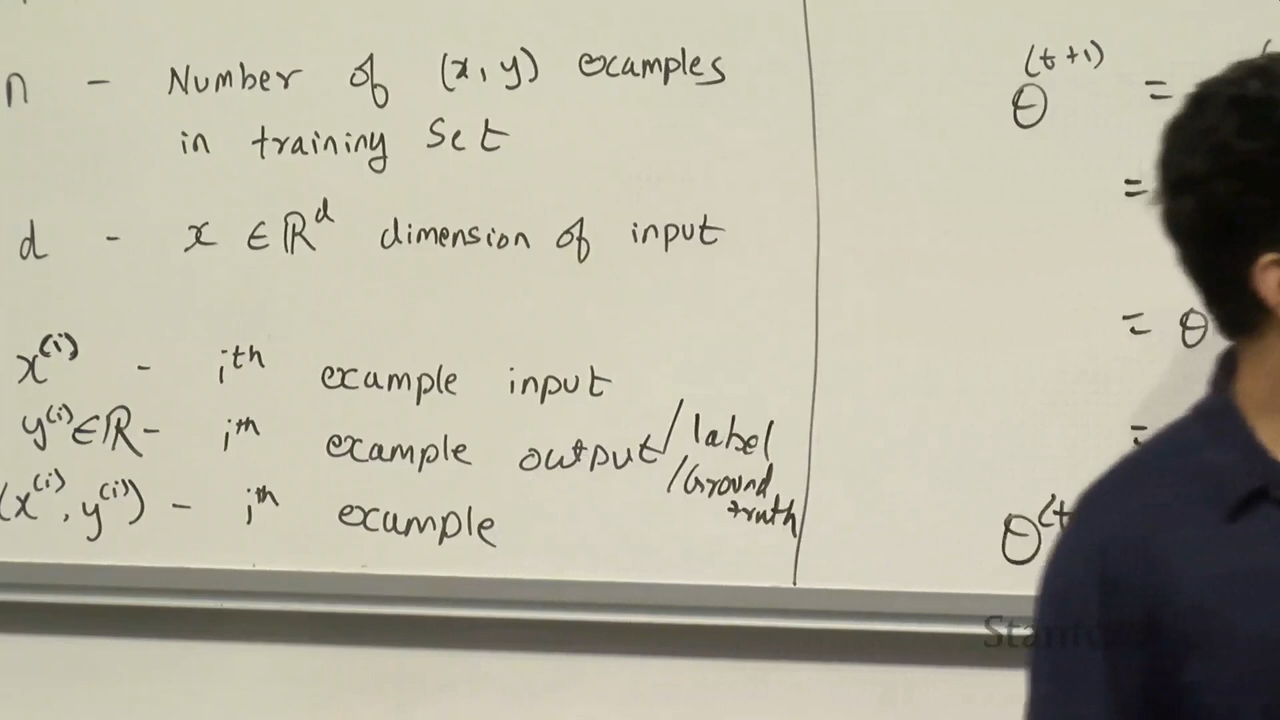 n - Number of (x, y) examples
in training set
d - x ∈ ℝ^d dimension of input
x^(i) - i^th example input
y^(i) ∈ ℝ - i^th example output / label
/ Ground
truth
(x^(i), y^(i)) - i^th example
θ^(t+1) =
=
= θ
=
θ^(t